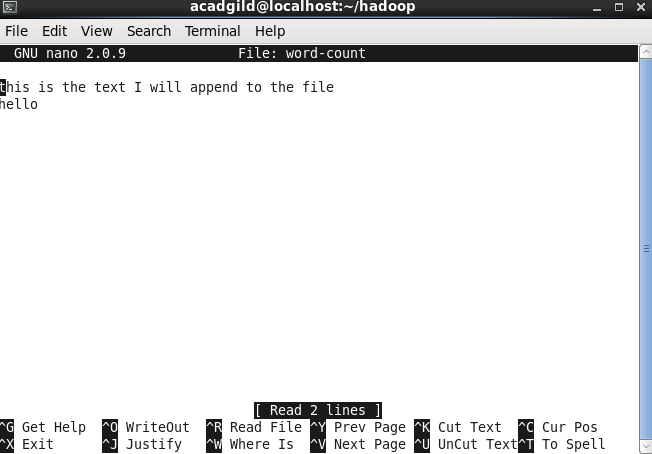 acadgild@localhost:~/hadoop
File Edit View Search Terminal Help
GNU nano 2.0.9 File: word-count
this is the text I will append to the file
hello
[ Read 2 lines ]
^G Get Help ^O WriteOut ^R Read File ^Y Prev Page ^K Cut Text ^C Cur Pos
^X Exit ^J Justify ^W Where Is ^V Next Page ^U UnCut Text ^T To Spell